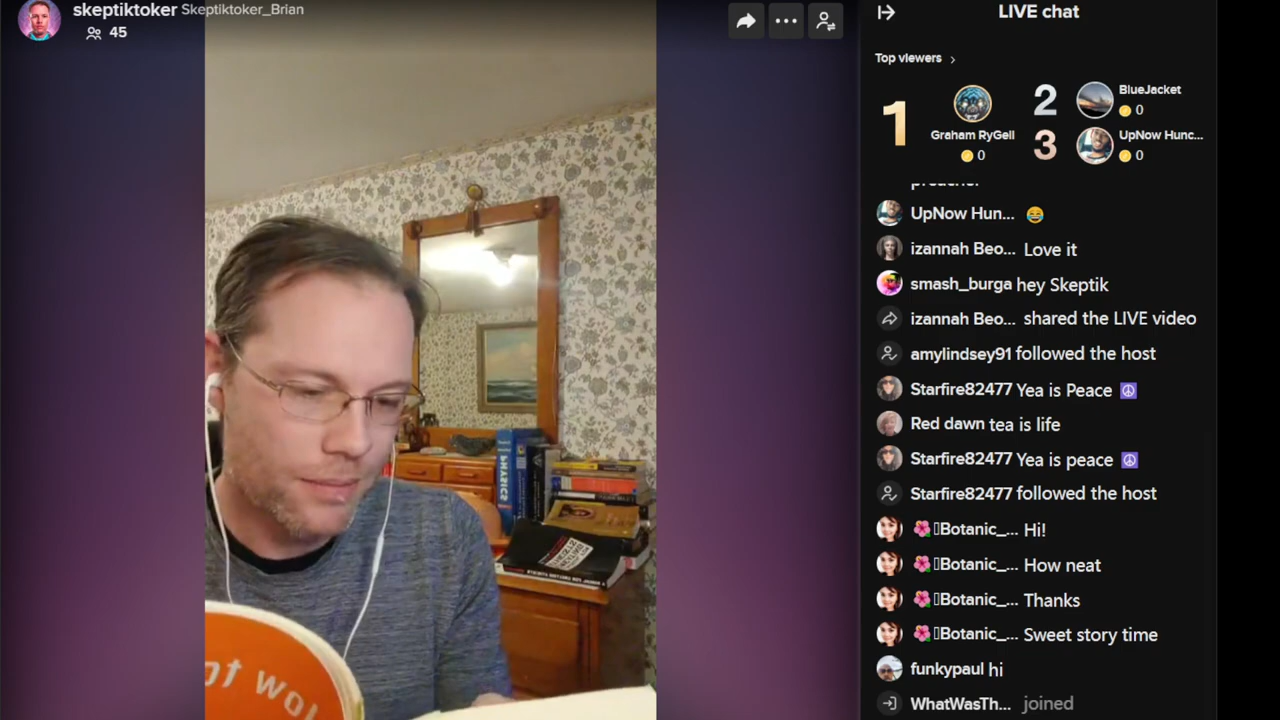 skeptiktoker Skeptiktoker_Brian
45
LIVE chat
Top viewers
1
Graham RyGell
0
2
BlueJacket
0
3
UpNow Hunc...
0
preacher
UpNow Hun... 😂
izannah Beo... Love it
smash_burga hey Skeptik
izannah Beo... shared the LIVE video
amylindsey91 followed the host
Starfire82477 Yea is Peace ☮
Red dawn tea is life
Starfire82477 Yea is peace ☮
Starfire82477 followed the host
🌺Botanic_... Hi!
🌺Botanic_... How neat
🌺Botanic_... Thanks
🌺Botanic_... Sweet story time
funkypaul hi
WhatWasTh... joined
PHYSICS